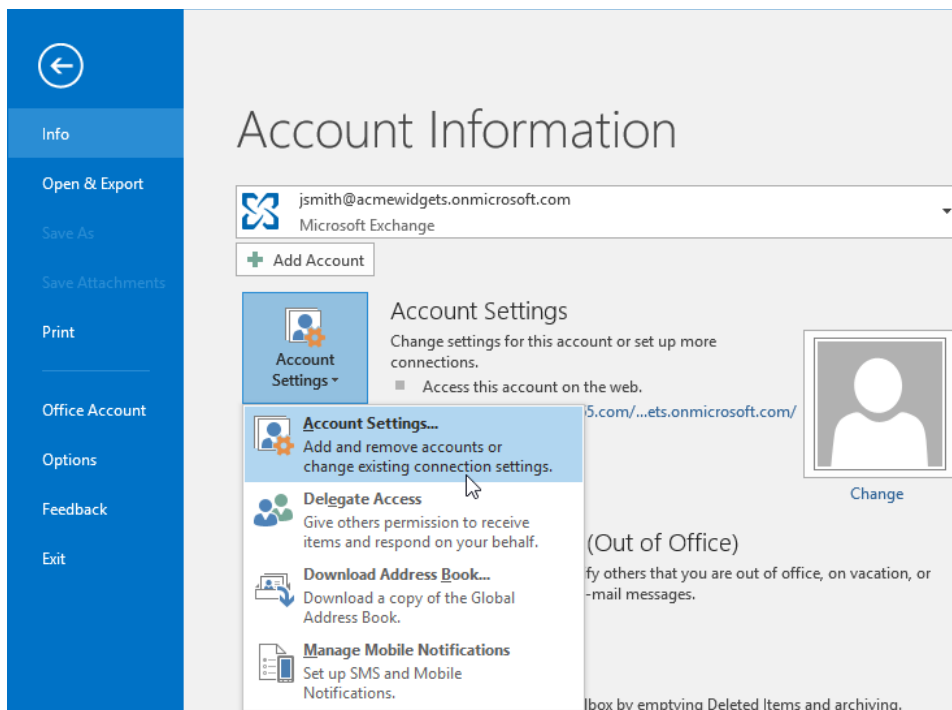 Info
Open & Export
Save As
Save Attachments
Print
Office Account
Options
Feedback
Exit
Account Information
jsmith@acmewidgets.onmicrosoft.com
Microsoft Exchange
Add Account
Account
Settings
Account Settings
Change settings for this account or set up more
connections.
Access this account on the web.
5.com/...ets.onmicrosoft.com/
Change
Account Settings...
Add and remove accounts or
change existing connection settings.
Delegate Access
Give others permission to receive
items and respond on your behalf.
Download Address Book...
Download a copy of the Global
Address Book.
Manage Mobile Notifications
Set up SMS and Mobile
Notifications.
(Out of Office)
fy others that you are out of office, on vacation, or
-mail messages.
lbox by emptying Deleted Items and archiving.